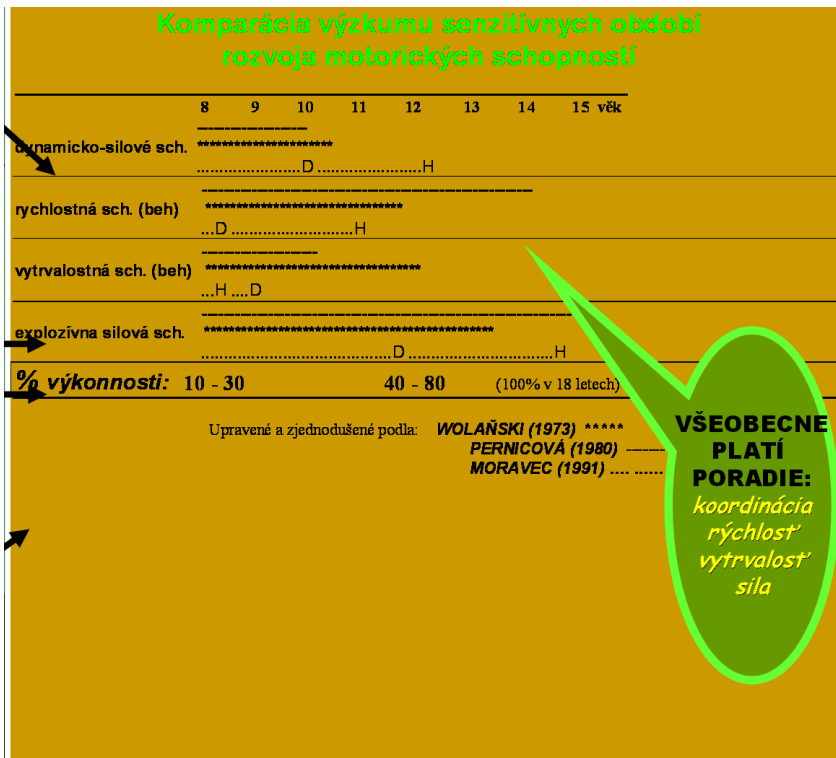 Komparácia výzkumu senzitívnych období
rozvoja motorických schopností
8 9 10 11 12 13 14 15 věk
--------------------
dynamicko-silové sch. ***********************
........................D ........................H
------------------------------------------------------------
rychlostná sch. (beh) ***********************************
...D ............................H
---------------------
vytrvalostná sch. (beh) **************************************
...H ....D
--------------------------------------------------------------------
explozívna silová sch. ***************************************************
............................................D ..................................H
% výkonnosti: 10 - 30 40 - 80 (100% v 18 letech)
Upravené a zjednodušené podla: WOLAŇSKI (1973) *****
PERNICOVÁ (1980) -------
MORAVEC (1991) .... ......
VŠEOBECNE
PLATÍ
PORADIE:
koordinácia
rýchlosť
vytrvalosť
sila